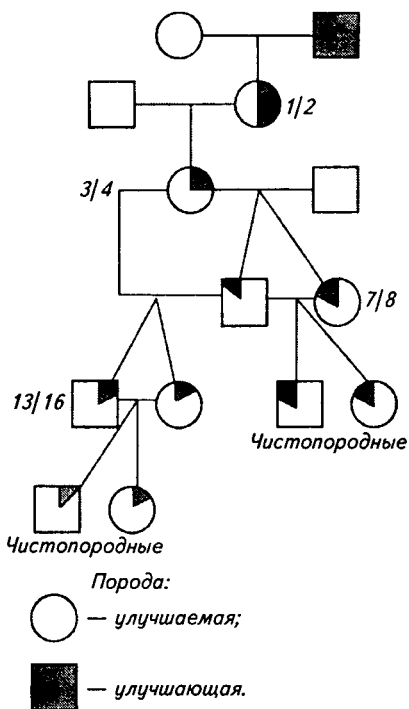 1/2
3/4
7/8
13/16
Чистопородные
Чистопородные
Порода:
— улучшаемая;
— улучшающая.